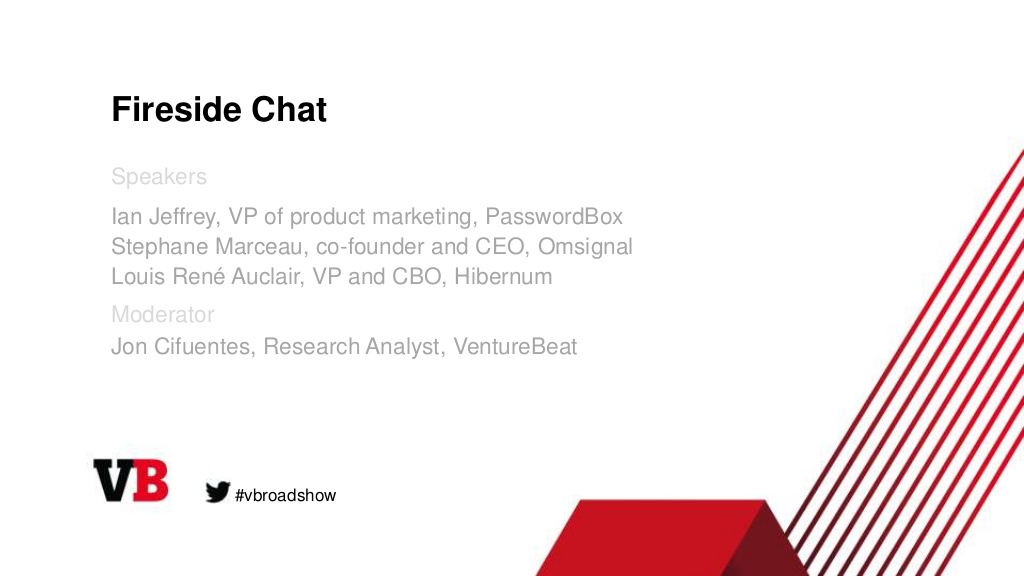 Fireside Chat
Speakers
Ian Jeffrey, VP of product marketing, PasswordBox
Stephane Marceau, co-founder and CEO, Omsignal
Louis René Auclair, VP and CBO, Hibernum
Moderator
Jon Cifuentes, Research Analyst, VentureBeat
VB
#vbroadshow